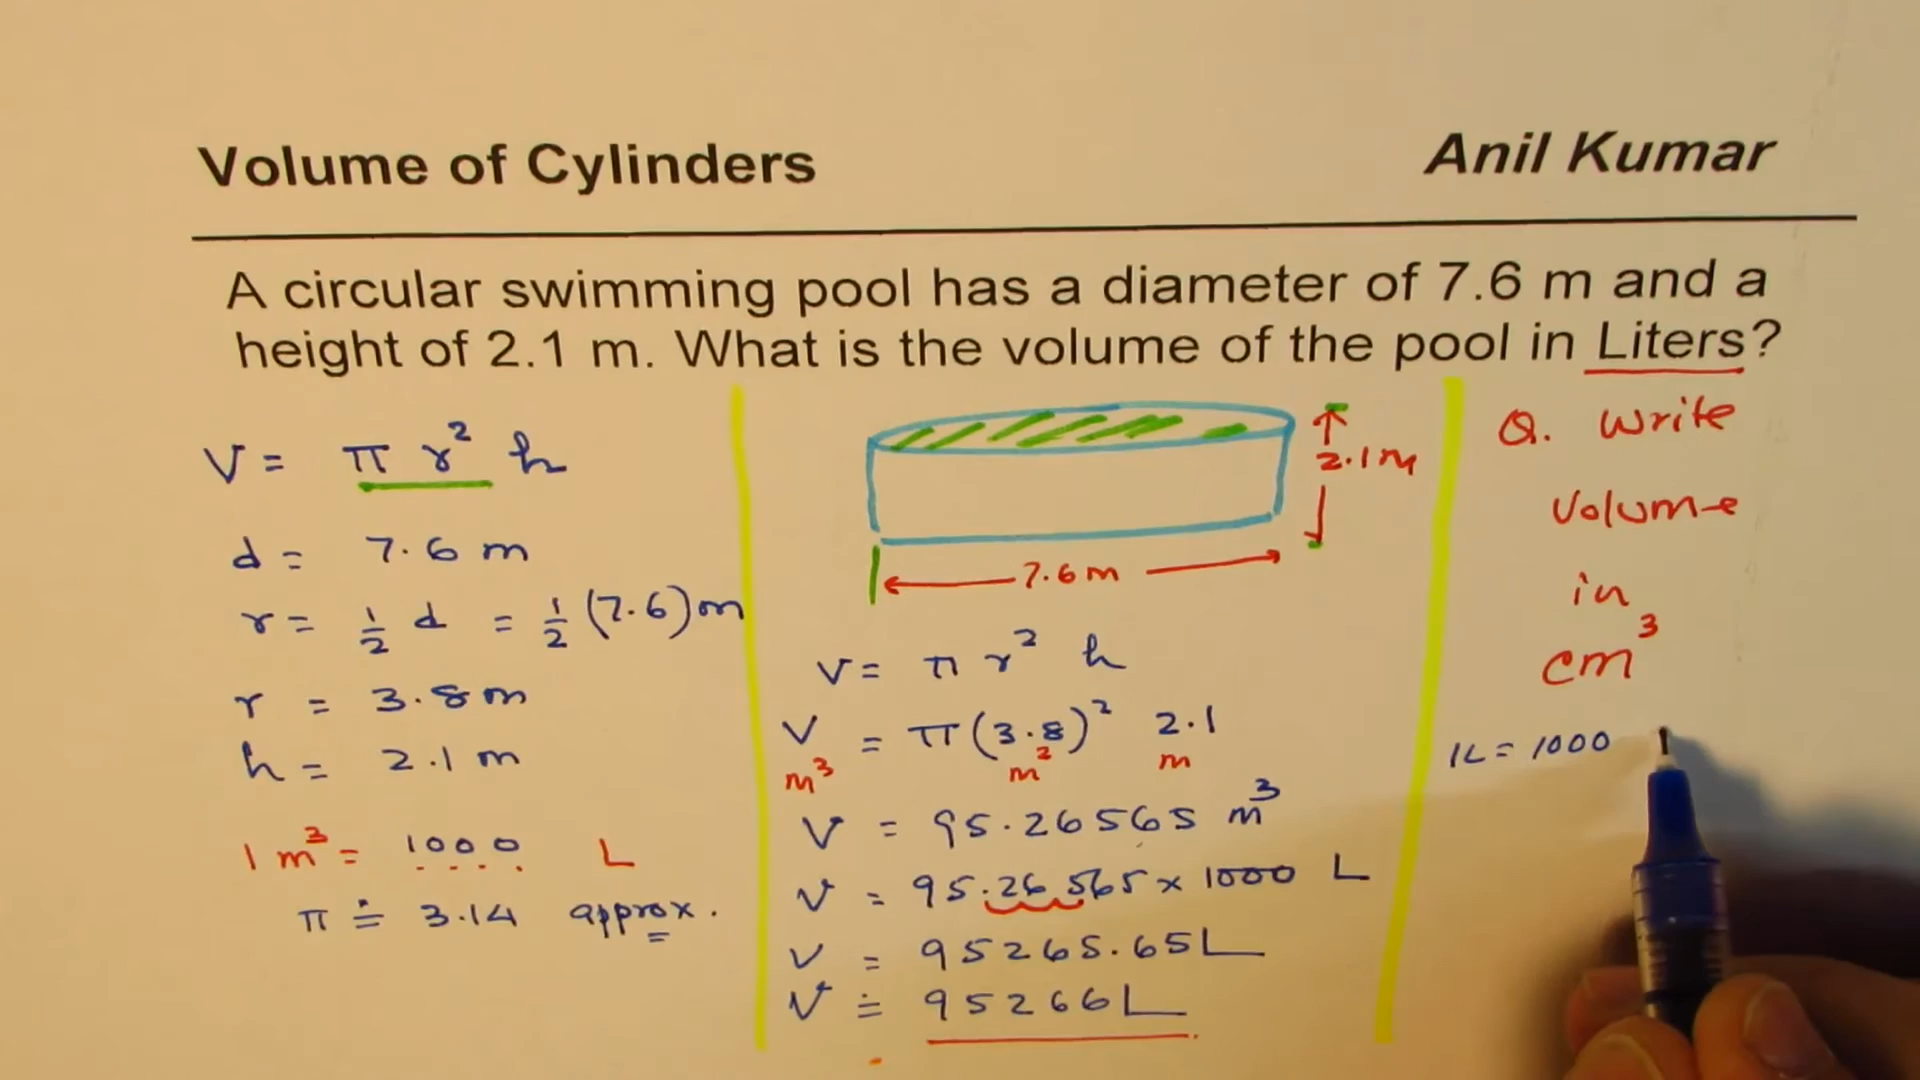 Volume of Cylinders
Anil Kumar
A circular swimming pool has a diameter of 7.6 m and a
height of 2.1 m. What is the volume of the pool in Liters?
V = π r² h
d = 7.6 m
r = 1/2 d = 1/2 (7.6) m
r = 3.8 m
h = 2.1 m
1 m³ = 1000 L
π ≐ 3.14 approx.
2.1 m
7.6 m
V = π r² h
V = π (3.8)² 2.1
m³ m² m
V = 95.26565 m³
V = 95.26565 × 1000 L
V = 95265.65 L
V ≐ 95266 L
Q. Write
Volume
in
cm³
1L = 1000